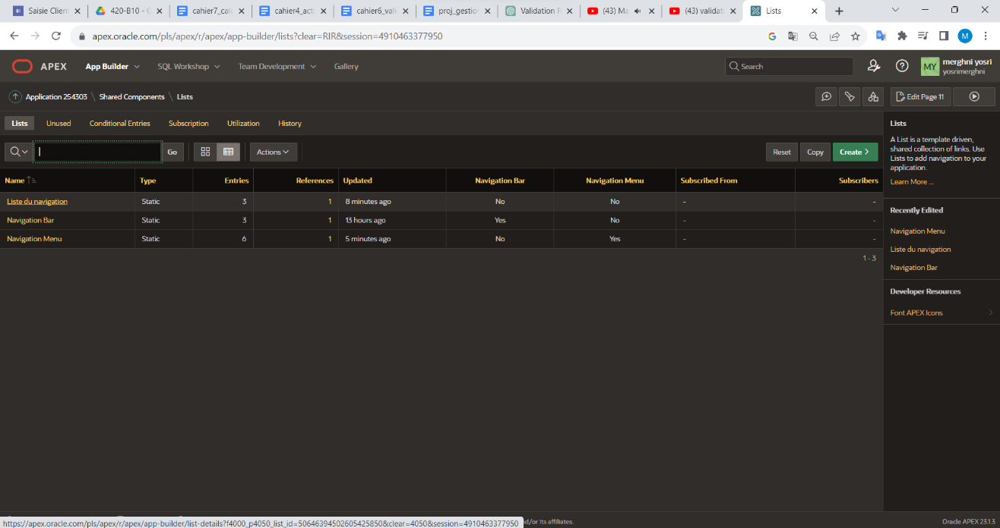 Saisie Client
420-B10 - G
cahier7_calc
cahier4_acti
cahier6_vali
proj_gestion
Validation R
(43) Ma
(43) validati
Lists
apex.oracle.com/pls/apex/r/apex/app-builder/lists?clear=RIR&session=4910463377950
M
APEX
App Builder
SQL Workshop
Team Development
Gallery
Search
MY
merghni yosri
yosrimerghni
Application 254303 \ Shared Components \ Lists
Edit Page 11
Lists
Unused
Conditional Entries
Subscription
Utilization
History
Go
Actions
Reset
Copy
Create
Name Type Entries References Updated Navigation Bar Navigation Menu Subscribed From Subscribers
Liste du navigation Static 3 1 8 minutes ago No No - -
Navigation Bar Static 3 1 13 hours ago Yes No - -
Navigation Menu Static 6 1 5 minutes ago No Yes - -
1 - 3
Lists
A List is a template driven,
shared collection of links. Use
Lists to add navigation to your
application.
Learn More ...
Recently Edited
Navigation Menu
Liste du navigation
Navigation Bar
Developer Resources
Font APEX Icons
https://apex.oracle.com/pls/apex/r/apex/app-builder/list-details?f4000_p4050_list_id=50646394502605425850&clear=4050&session=4910463377950
d/or its affiliates.
Oracle APEX 23.1.3